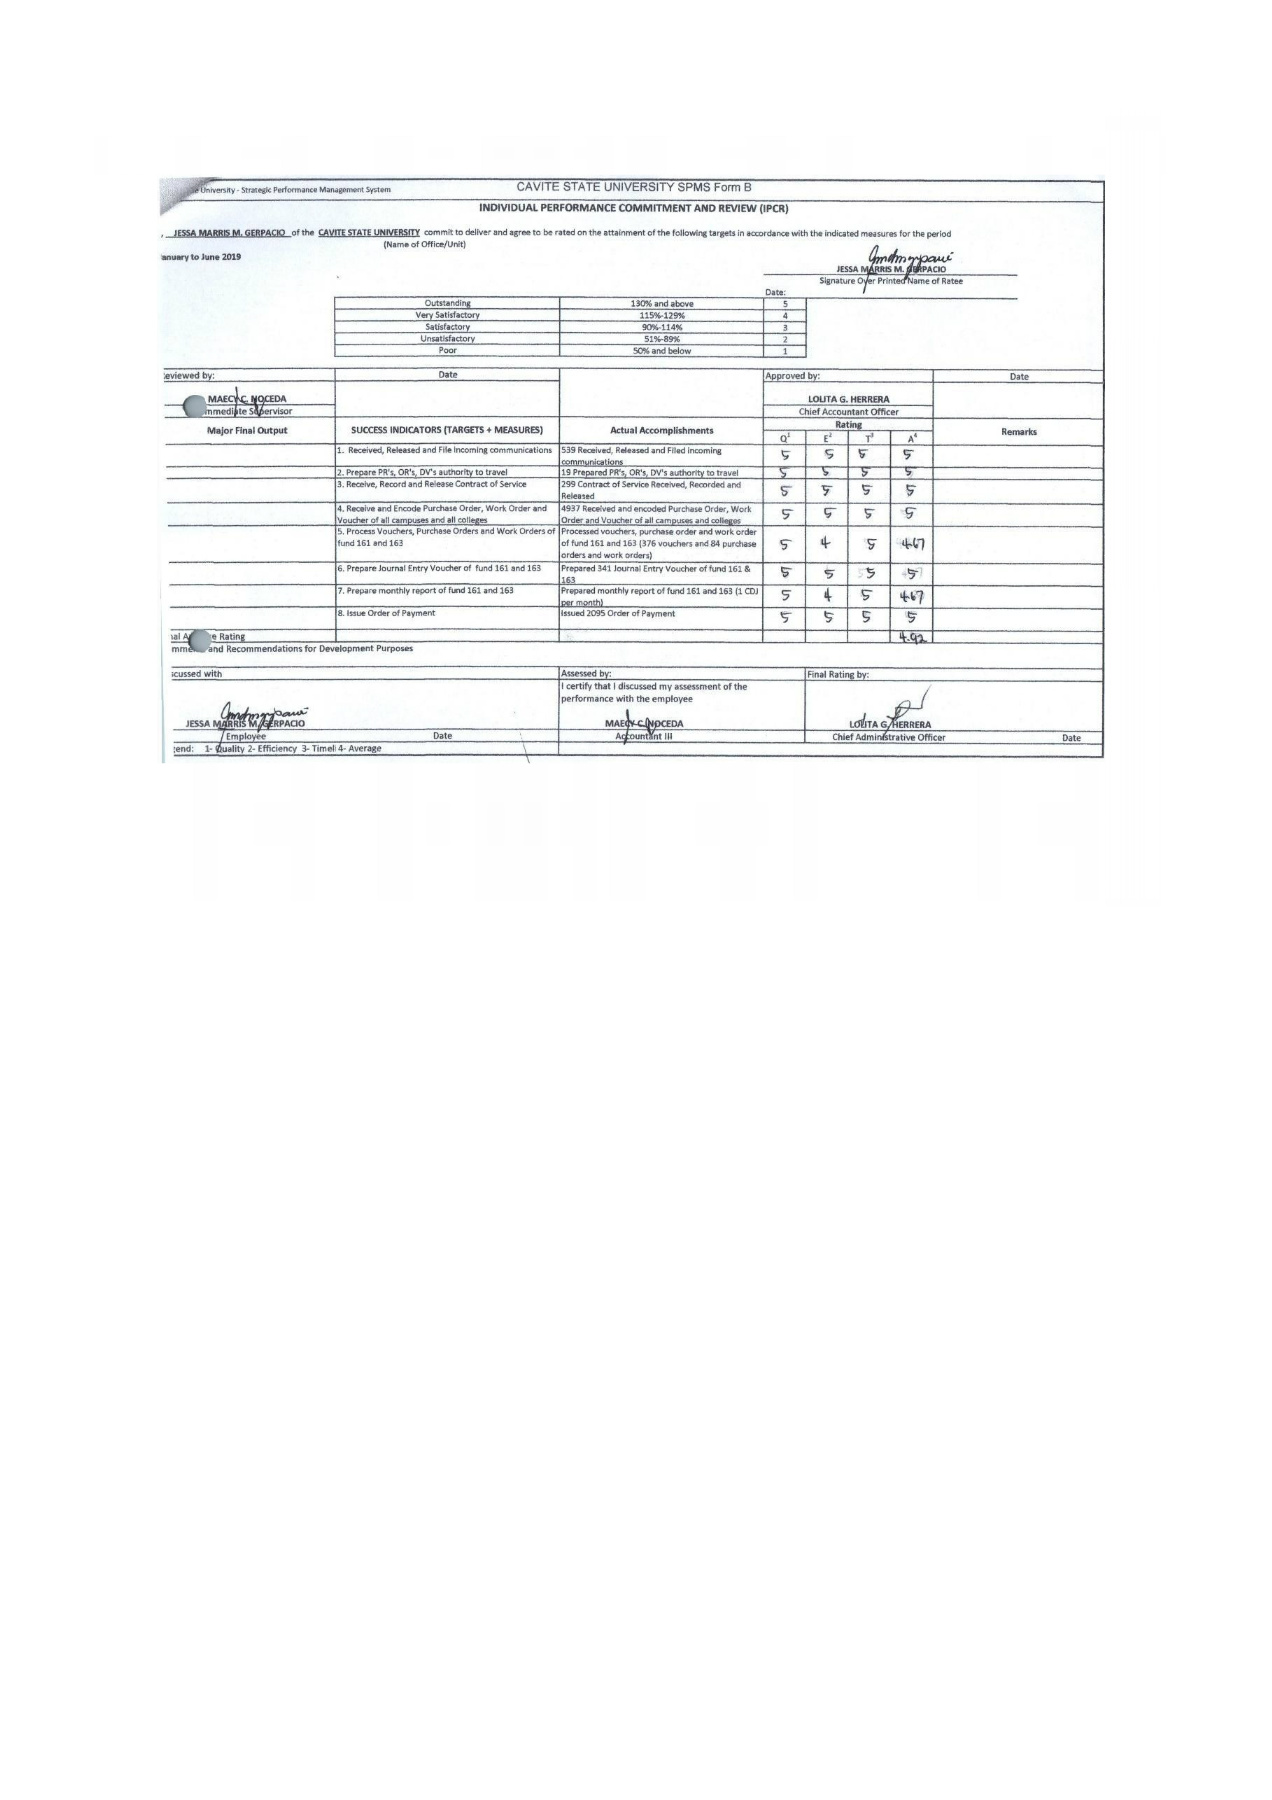 University - Strategic Performance Management System CAVITE STATE UNIVERSITY SPMS Form B
INDIVIDUAL PERFORMANCE COMMITMENT AND REVIEW (IPCR)
, JESSA MARRIS M. GERPACIO of the CAVITE STATE UNIVERSITY commit to deliver and agree to be rated on the attainment of the following targets in accordance with the indicated measures for the period
(Name of Office/Unit)
anuary to June 2019
JESSA MARRIS M. GERPACIO
Signature Over Printed Name of Ratee
Date:
Outstanding 130% and above 5
Very Satisfactory 115%-129% 4
Satisfactory 90%-114% 3
Unsatisfactory 51%-89% 2
Poor 50% and below 1
eviewed by: Date Approved by: Date
MAECY C. NOCEDA LOLITA G. HERRERA
mmediate Supervisor Chief Accountant Officer
Major Final Output SUCCESS INDICATORS (TARGETS + MEASURES) Actual Accomplishments Rating Remarks
Q1 E2 T3 A4
1. Received, Released and File Incoming communications 539 Received, Released and Filed incoming 5 5 5 5
communications
2. Prepare PR's, OR's, DV's authority to travel 19 Prepared PR's, OR's, DV's authority to travel 5 5 5 5
3. Receive, Record and Release Contract of Service 299 Contract of Service Received, Recorded and 5 5 5 5
Released
4. Receive and Encode Purchase Order, Work Order and 4937 Received and encoded Purchase Order, Work 5 5 5 5
Voucher of all campuses and all colleges Order and Voucher of all campuses and colleges
5. Process Vouchers, Purchase Orders and Work Orders of Processed vouchers, purchase order and work order
fund 161 and 163 of fund 161 and 163 (376 vouchers and 84 purchase 5 4 5 4.67
orders and work orders)
6. Prepare Journal Entry Voucher of fund 161 and 163 Prepared 341 Journal Entry Voucher of fund 161 & 5 5 5 5
163
7. Prepare monthly report of fund 161 and 163 Prepared monthly report of fund 161 and 163 (1 CDJ 5 4 5 4.67
per month)
8. Issue Order of Payment Issued 2095 Order of Payment 5 5 5 5
nal A e Rating 4.92
mme and Recommendations for Development Purposes
scussed with Assessed by: Final Rating by:
I certify that I discussed my assessment of the
performance with the employee
JESSA MARRIS M. GERPACIO MAECY C. NOCEDA LOLITA G. HERRERA
Employee Date Accountant III Chief Administrative Officer Date
gend: 1- Quality 2- Efficiency 3- Timeli 4- Average